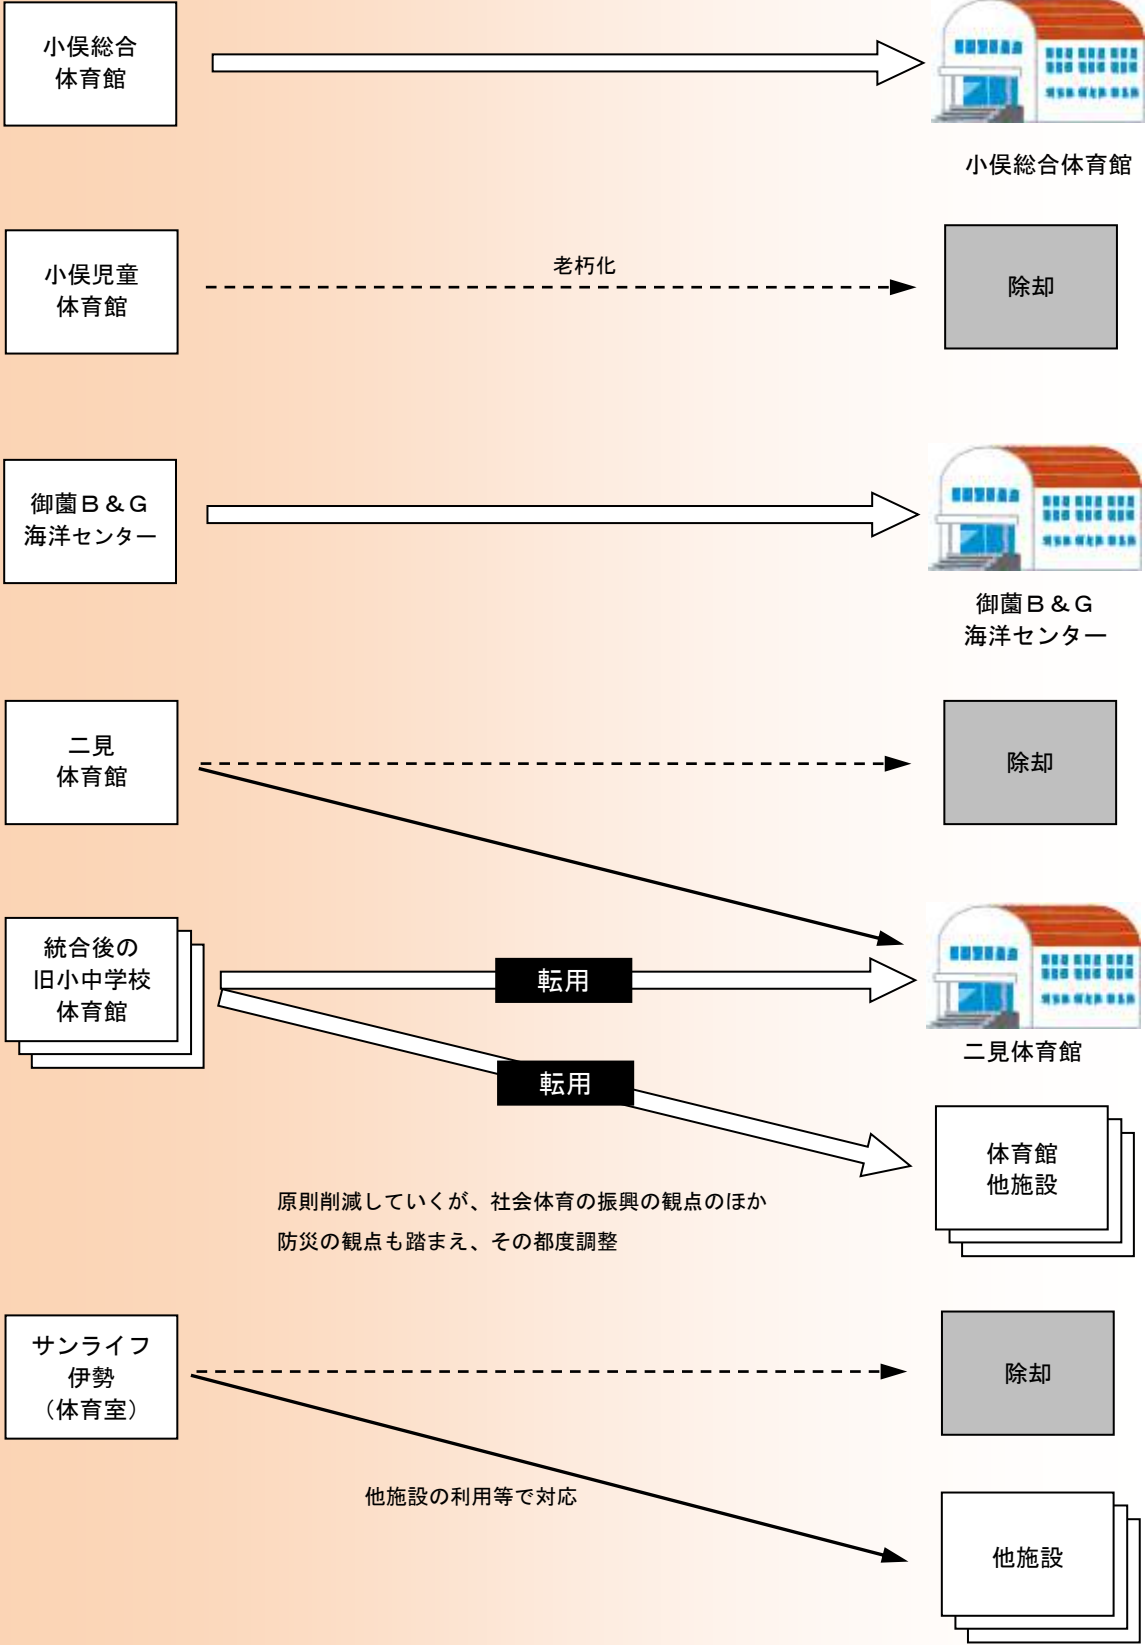 小俣総合
体育館
小俣総合体育館
小俣児童
体育館
老朽化
除却
御薗Ｂ＆Ｇ
海洋センター
御薗Ｂ＆Ｇ
海洋センター
二見
体育館
除却
統合後の
旧小中学校
体育館
転用
二見体育館
転用
体育館
他施設
原則削減していくが、社会体育の振興の観点のほか
防災の観点も踏まえ、その都度調整
サンライフ
伊勢
（体育室）
除却
他施設の利用等で対応
他施設